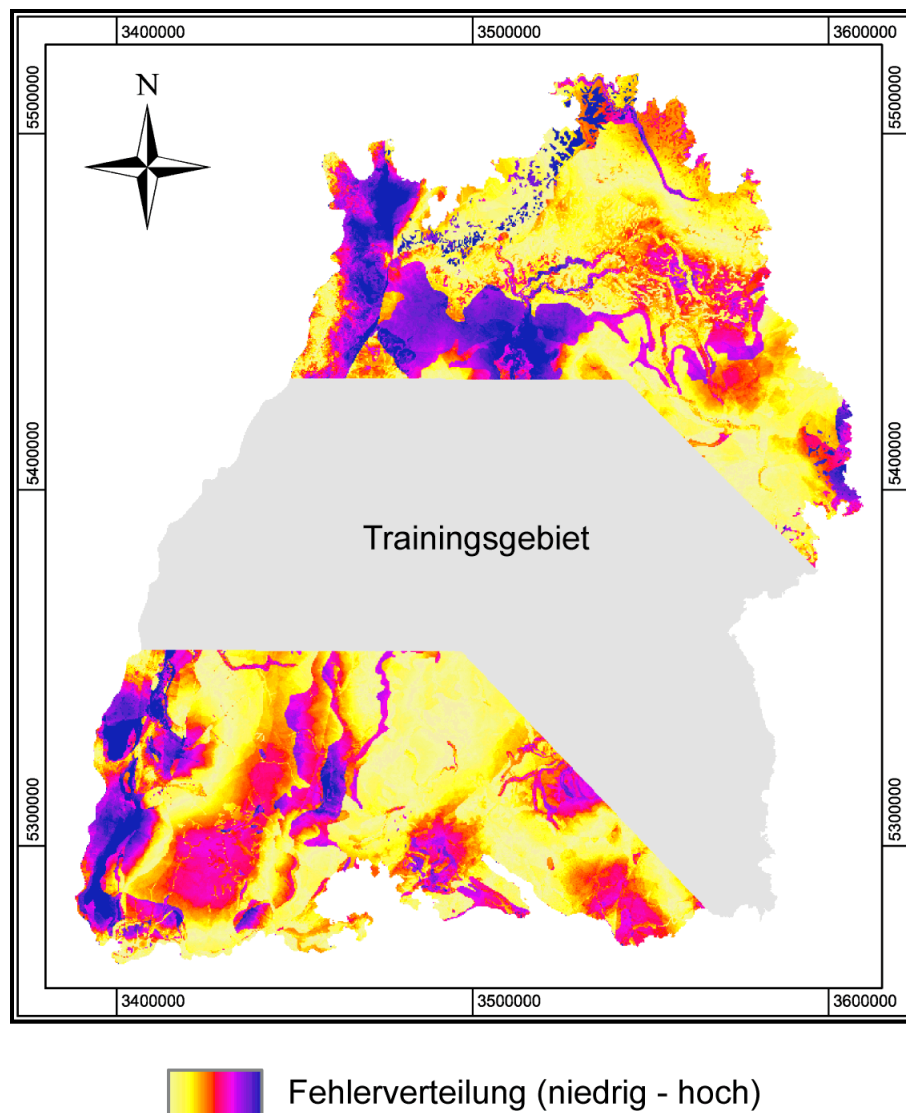 3400000 3500000 3600000
N
5500000 5500000
5400000 5400000
Trainingsgebiet
5300000 5300000
3400000 3500000 3600000
Fehlerverteilung (niedrig - hoch)